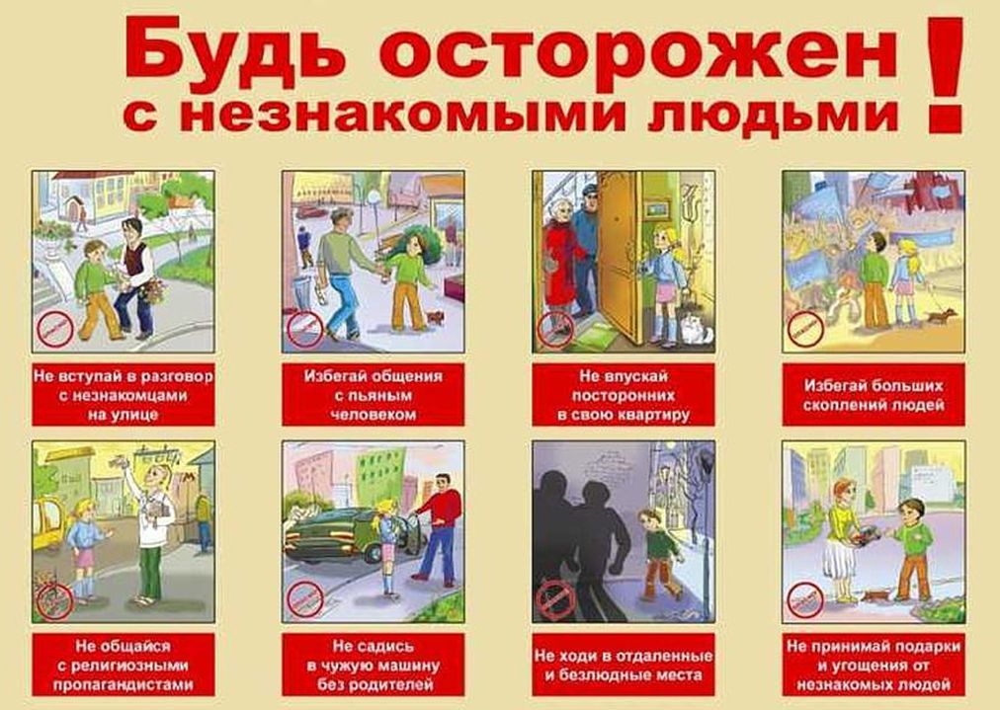 Будь осторожен!
с незнакомыми людьми
Не вступай в разговор
с незнакомцами
на улице
Избегай общения
с пьяным
человеком
Не впускай
посторонних
в свою квартиру
Избегай больших
скоплений людей
Не общайся
с религиозными
пропагандистами
Не садись
в чужую машину
без родителей
Не ходи в отдаленные
и безлюдные места
Не принимай подарки
и угощения от
незнакомых людей